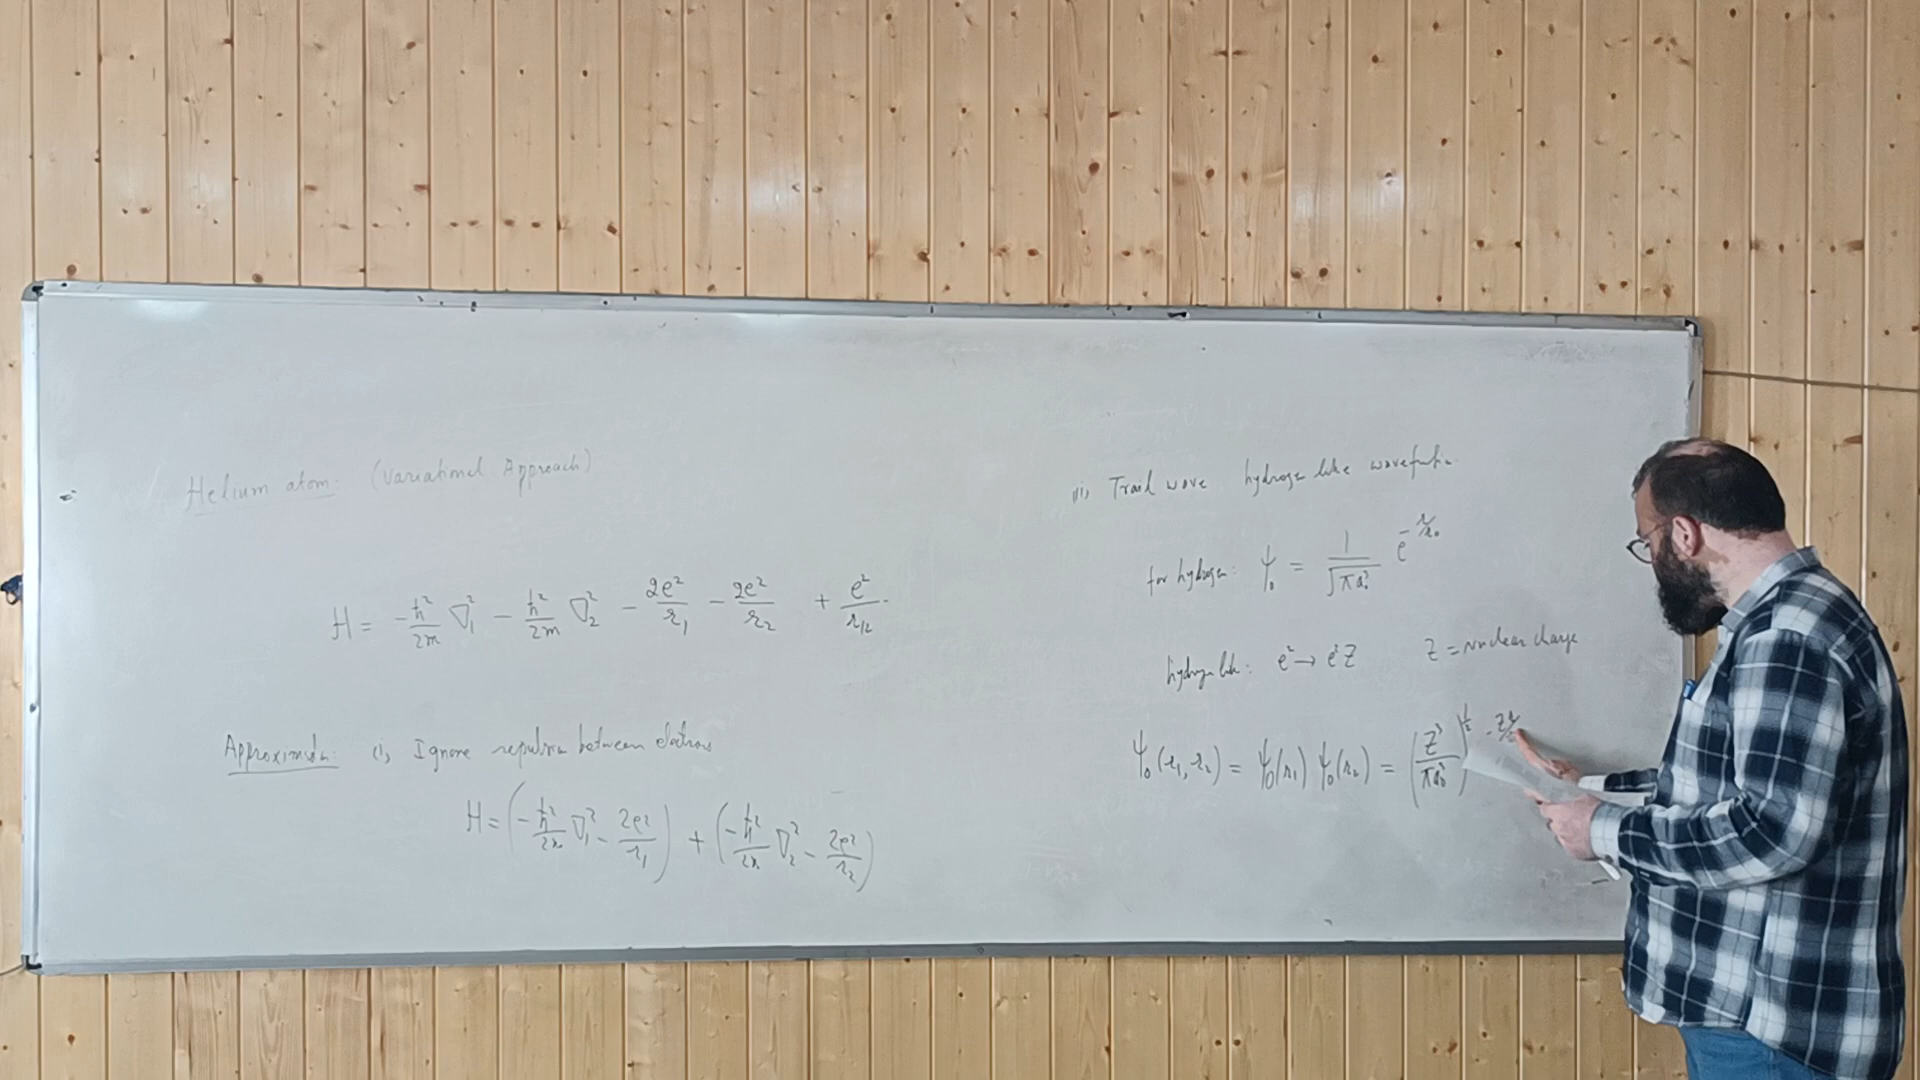 Helium atom: (Variational Approach)
H = -ħ²/2m ∇₁² - ħ²/2m ∇₂² - 2e²/r₁ - 2e²/r₂ + e²/r₁₂
Approximation: (i) Ignore repulsion between electrons
H = (-ħ²/2m ∇₁² - 2e²/r₁) + (-ħ²/2m ∇₂² - 2e²/r₂)
(ii) Trail wave hydrogen like wavefunction
for hydrogen: ψ₀ = 1/√πa₀³ e^(-r/a₀)
hydrogen like: e² → e²Z Z = Nuclear charge
ψ₀(r₁, r₂) = ψ₀(r₁) ψ₀(r₂) = (Z³/πa₀³)^½